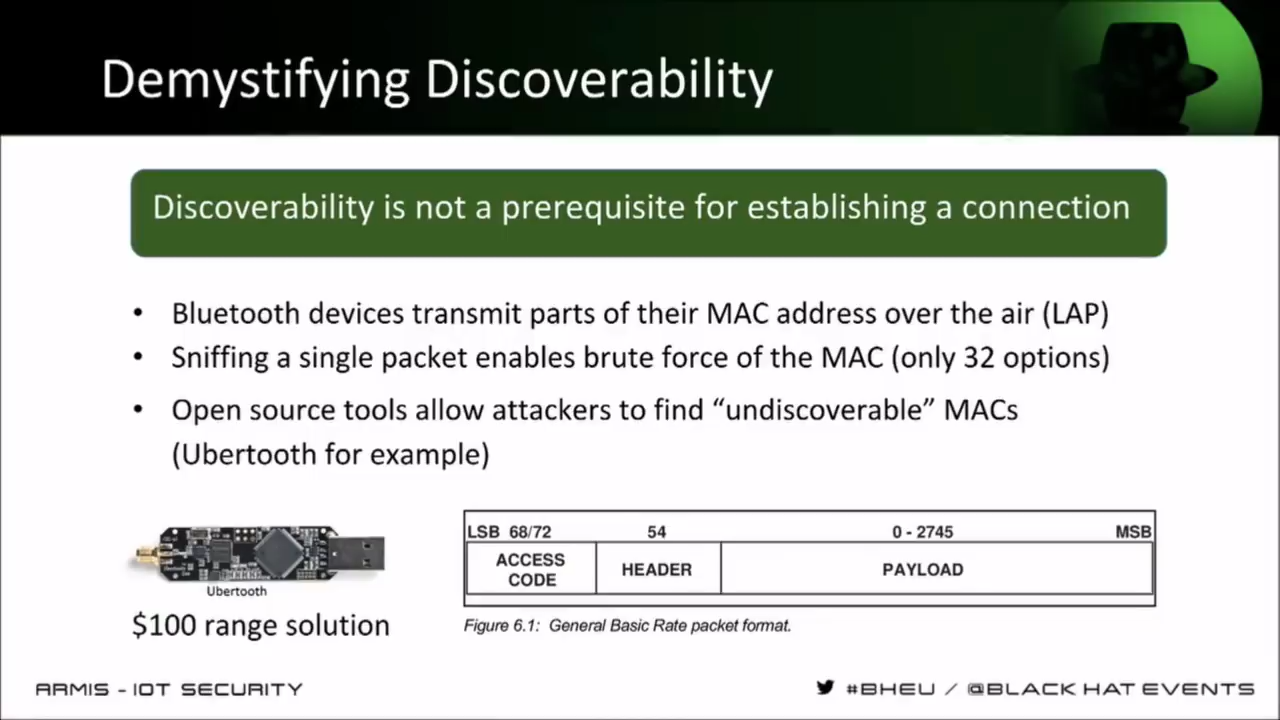 Demystifying Discoverability
Discoverability is not a prerequisite for establishing a connection
• Bluetooth devices transmit parts of their MAC address over the air (LAP)
• Sniffing a single packet enables brute force of the MAC (only 32 options)
• Open source tools allow attackers to find “undiscoverable” MACs
(Ubertooth for example)
Ubertooth
$100 range solution
LSB 68/72 54 0 - 2745 MSB
ACCESS
CODE
HEADER
PAYLOAD
Figure 6.1: General Basic Rate packet format.
ARMIS - IOT SECURITY
#BHEU / @BLACK HAT EVENTS